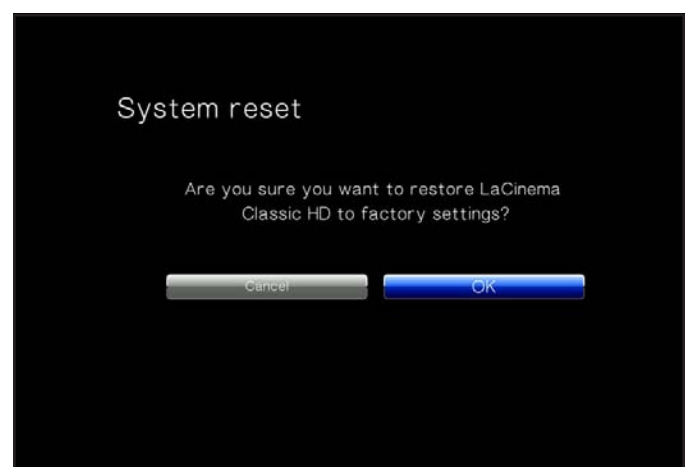 System reset
Are you sure you want to restore LaCinema
Classic HD to factory settings?
Cancel
OK